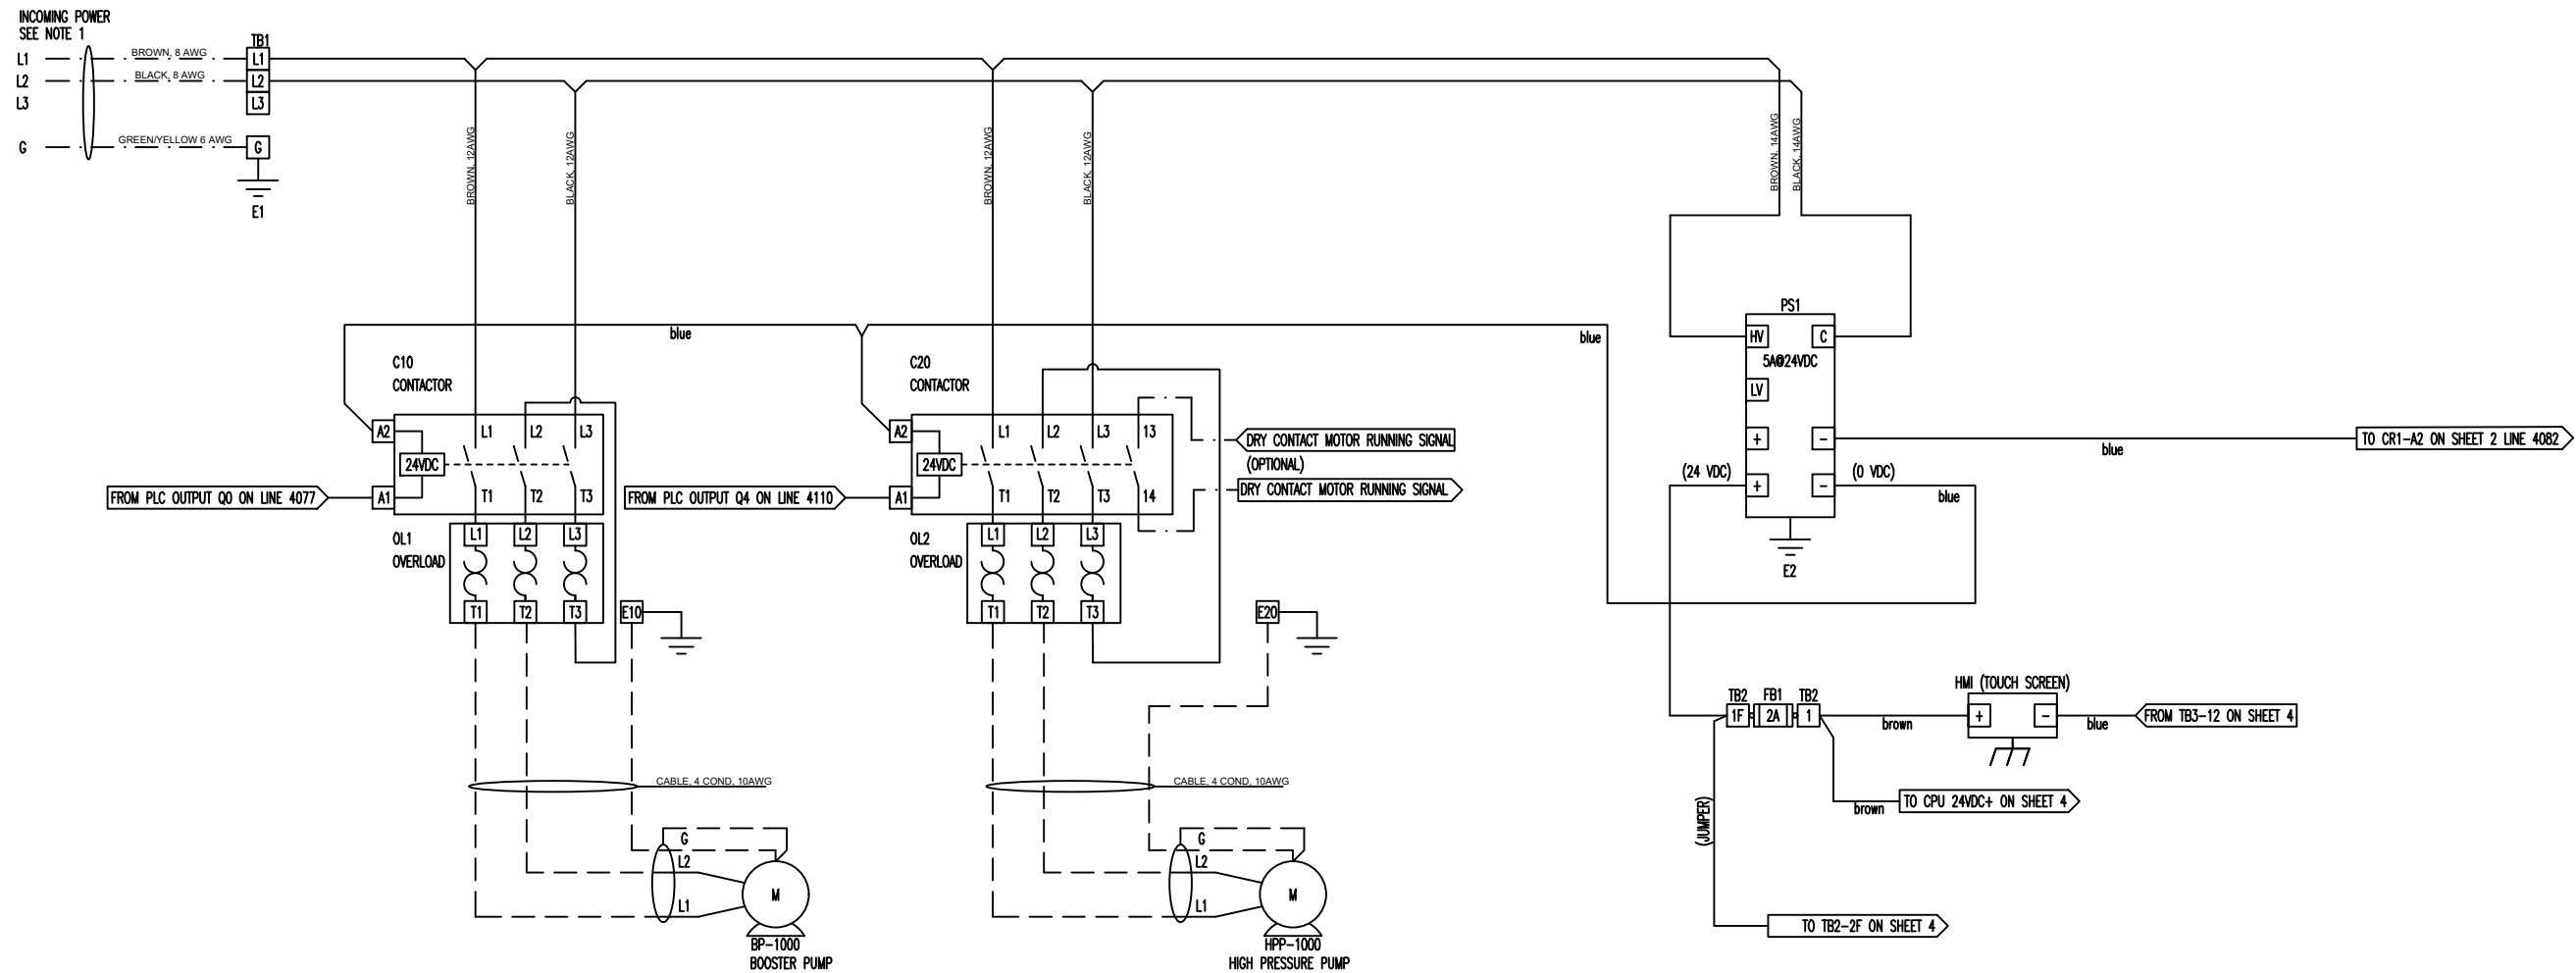 INCOMING POWER
SEE NOTE 1
TB1
L1
BROWN, 8 AWG
L1
L2
BLACK, 8 AWG
L2
L3
L3
G
GREEN/YELLOW 6 AWG
G
E1
BROWN, 12AWG
BLACK, 12AWG
BROWN, 12AWG
BLACK, 12AWG
BROWN, 14AWG
BLACK, 14AWG
blue
blue
C10
CONTACTOR
A2
L1
L2
L3
24VDC
FROM PLC OUTPUT Q0 ON LINE 4077
A1
T1
T2
T3
OL1
OVERLOAD
L1
L2
L3
T1
T2
T3
E10
CABLE, 4 COND, 10AWG
G
L2
L1
M
BP-1000
BOOSTER PUMP
C20
CONTACTOR
A2
L1
L2
L3
13
24VDC
FROM PLC OUTPUT Q4 ON LINE 4110
A1
T1
T2
T3
14
DRY CONTACT MOTOR RUNNING SIGNAL
(OPTIONAL)
DRY CONTACT MOTOR RUNNING SIGNAL
OL2
OVERLOAD
L1
L2
L3
T1
T2
T3
E20
CABLE, 4 COND, 10AWG
G
L2
L1
M
HPP-1000
HIGH PRESSURE PUMP
PS1
HV
C
5A@24VDC
LV
+
-
blue
TO CR1-A2 ON SHEET 2 LINE 4082
(24 VDC)
+
-
(0 VDC)
blue
E2
HMI (TOUCH SCREEN)
TB2
FB1
TB2
1F
2A
1
brown
+
-
blue
FROM TB3-12 ON SHEET 4
brown
TO CPU 24VDC+ ON SHEET 4
(JUMPER)
TO TB2-2F ON SHEET 4